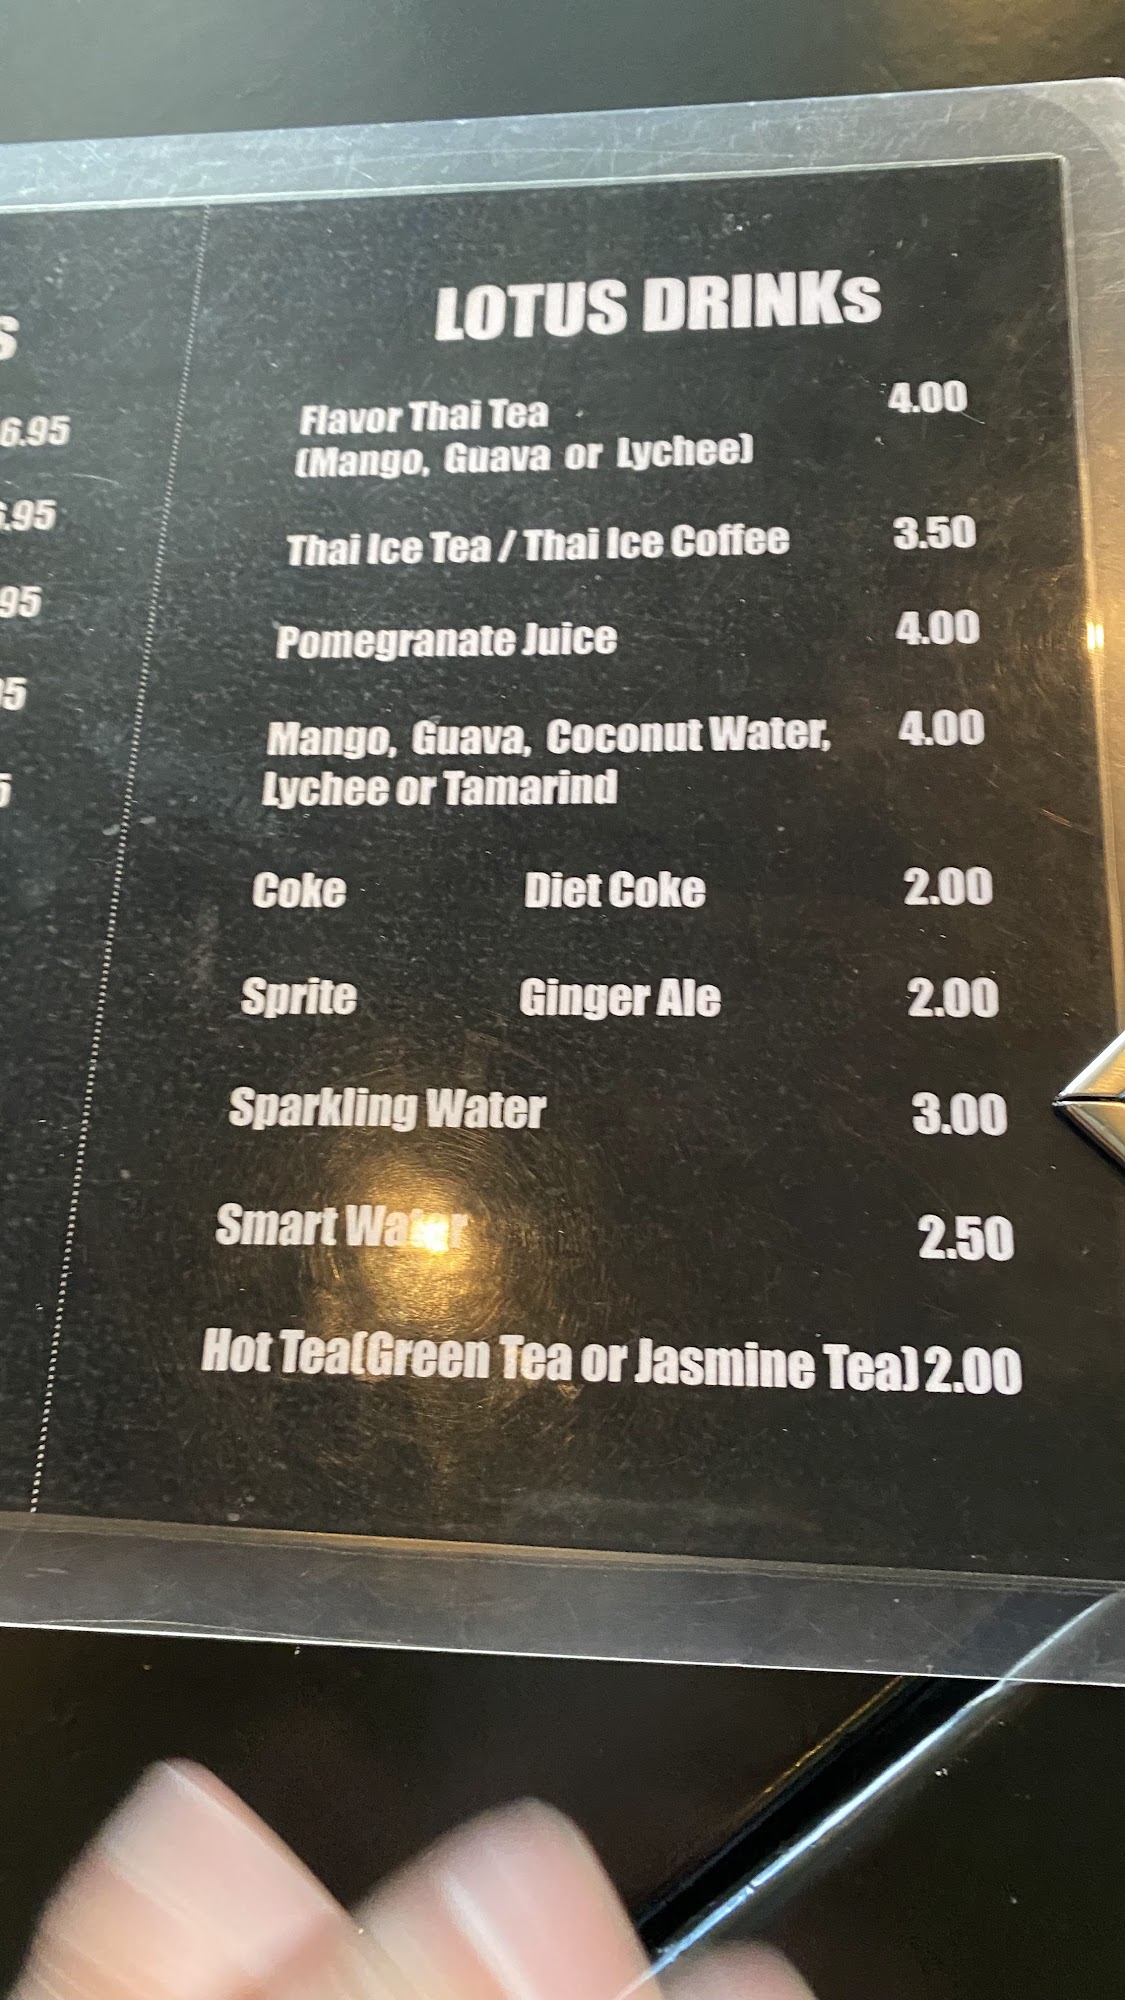 LOTUS DRINKs
6.95
Flavor Thai Tea 4.00
(Mango, Guava or Lychee)
.95
Thai Ice Tea / Thai Ice Coffee 3.50
95
Pomegranate Juice 4.00
Mango, Guava, Coconut Water, 4.00
Lychee or Tamarind
Coke Diet Coke 2.00
Sprite Ginger Ale 2.00
Sparkling Water 3.00
Smart Water 2.50
Hot Tea(Green Tea or Jasmine Tea) 2.00